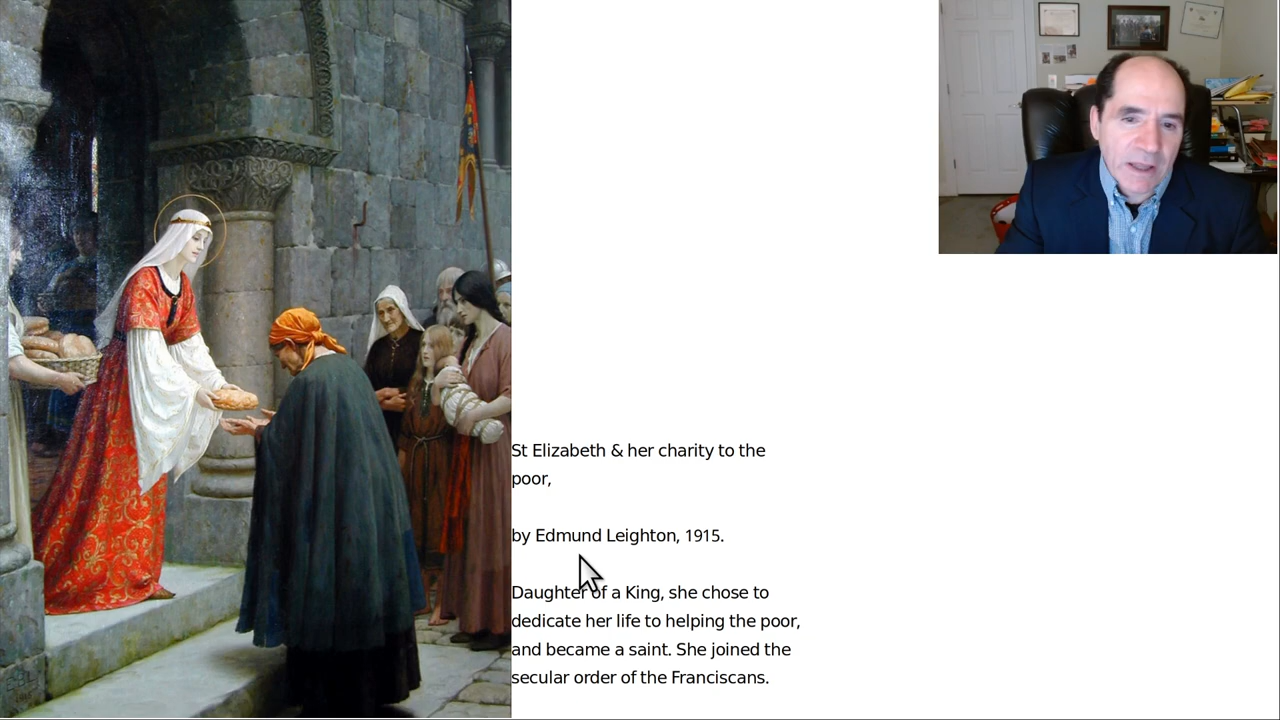 St Elizabeth & her charity to the
poor,
by Edmund Leighton, 1915.
Daughter of a King, she chose to
dedicate her life to helping the poor,
and became a saint. She joined the
secular order of the Franciscans.